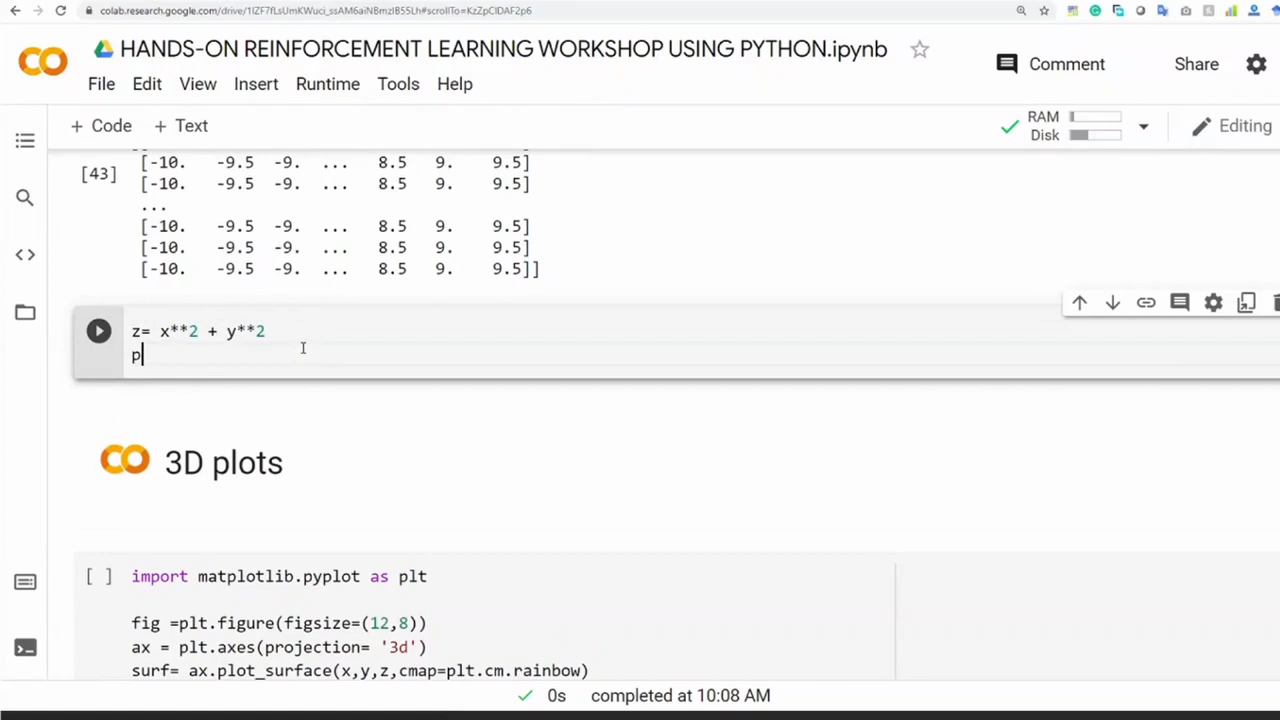 colab.research.google.com/drive/1IZF7fLsUmKWuci_ssAM6aiNBmzIB55Lh#scrollTo=KzZpClDAF2p6
HANDS-ON REINFORCEMENT LEARNING WORKSHOP USING PYTHON.ipynb
Comment
Share
File Edit View Insert Runtime Tools Help
+ Code + Text
RAM
Disk
Editing
[43]
[-10. -9.5 -9. ... 8.5 9. 9.5]
[-10. -9.5 -9. ... 8.5 9. 9.5]
...
[-10. -9.5 -9. ... 8.5 9. 9.5]
[-10. -9.5 -9. ... 8.5 9. 9.5]
[-10. -9.5 -9. ... 8.5 9. 9.5]]
z= x**2 + y**2
p
3D plots
[ ] import matplotlib.pyplot as plt
fig =plt.figure(figsize=(12,8))
ax = plt.axes(projection= '3d')
surf= ax.plot_surface(x,y,z,cmap=plt.cm.rainbow)
0s completed at 10:08 AM